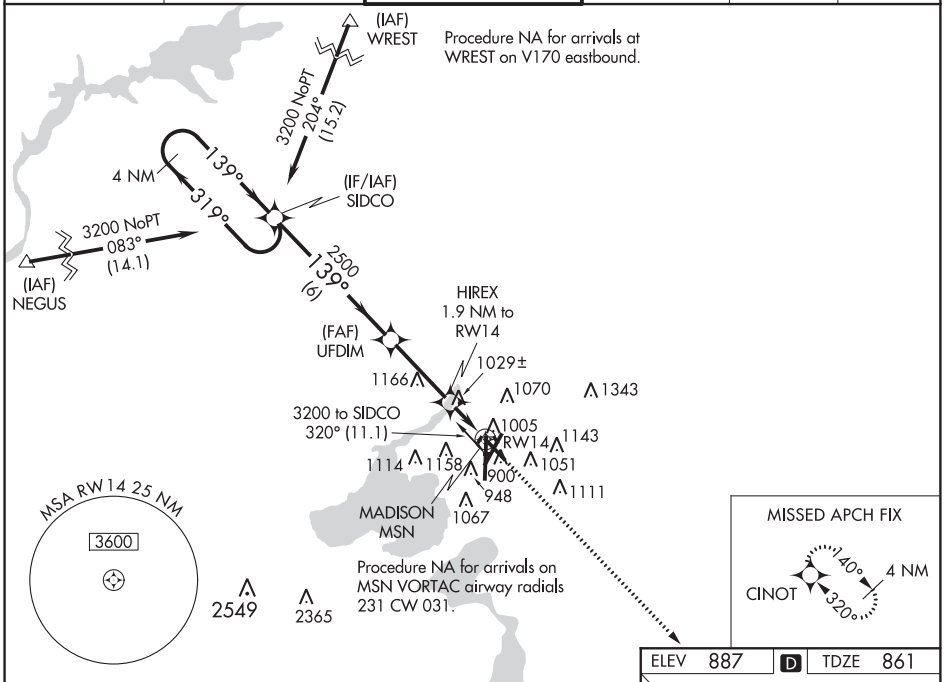 (IAF)
WREST
Procedure NA for arrivals at
WREST on V170 eastbound.
3200 NoPT
204°
(15.2)
4 NM
139°
319°
(IF/IAF)
SIDCO
3200 NoPT
083°
(14.1)
(IAF)
NEGUS
2500
139°
(6)
(FAF)
UFDIM
HIREX
1.9 NM to
RW14
1029±
1166
1070
1343
3200 to SIDCO
320° (11.1)
1005
RW14
1143
1114
1158
900
1051
948
1111
MADISON
MSN
1067
MSA RW14 25 NM
3600
2549
2365
Procedure NA for arrivals on
MSN VORTAC airway radials
231 CW 031.
MISSED APCH FIX
CINOT
140°
320°
4 NM
ELEV 887 D TDZE 861